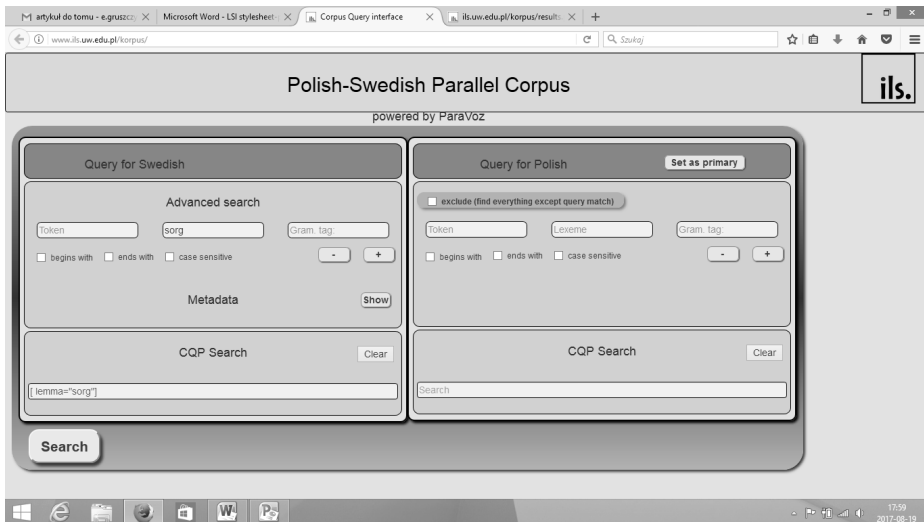 artykuł do tomu - e.gruszcz
Microsoft Word - LSI stylesheet-
Corpus Query interface
ils.uw.edu.pl/korpus/results
www.ils.uw.edu.pl/korpus/
Szukaj
Polish-Swedish Parallel Corpus
ils.
powered by ParaVoz
Query for Swedish
Advanced search
Token
sorg
Gram. tag:
begins with
ends with
case sensitive
-
+
Metadata
Show
CQP Search
Clear
[ lemma="sorg"]
Query for Polish
Set as primary
exclude (find everything except query match)
Token
Lexeme
Gram. tag:
begins with
ends with
case sensitive
-
+
CQP Search
Clear
Search
Search
17:59
2017-08-19